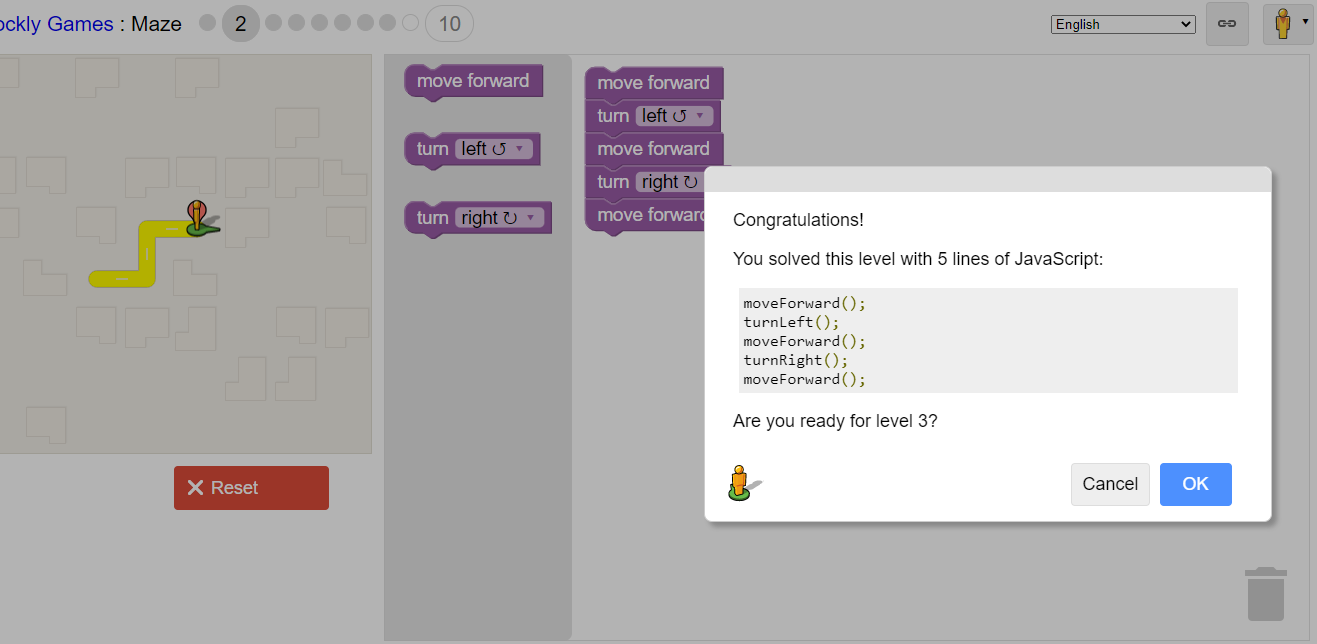 ockly Games : Maze 2 10 English
move forward
turn left ↺ ▼
turn right ↻ ▼
move forward
turn left ↺ ▼
move forward
turn right ↻
move forward
Reset
Congratulations!
You solved this level with 5 lines of JavaScript:
moveForward();
turnLeft();
moveForward();
turnRight();
moveForward();
Are you ready for level 3?
Cancel OK